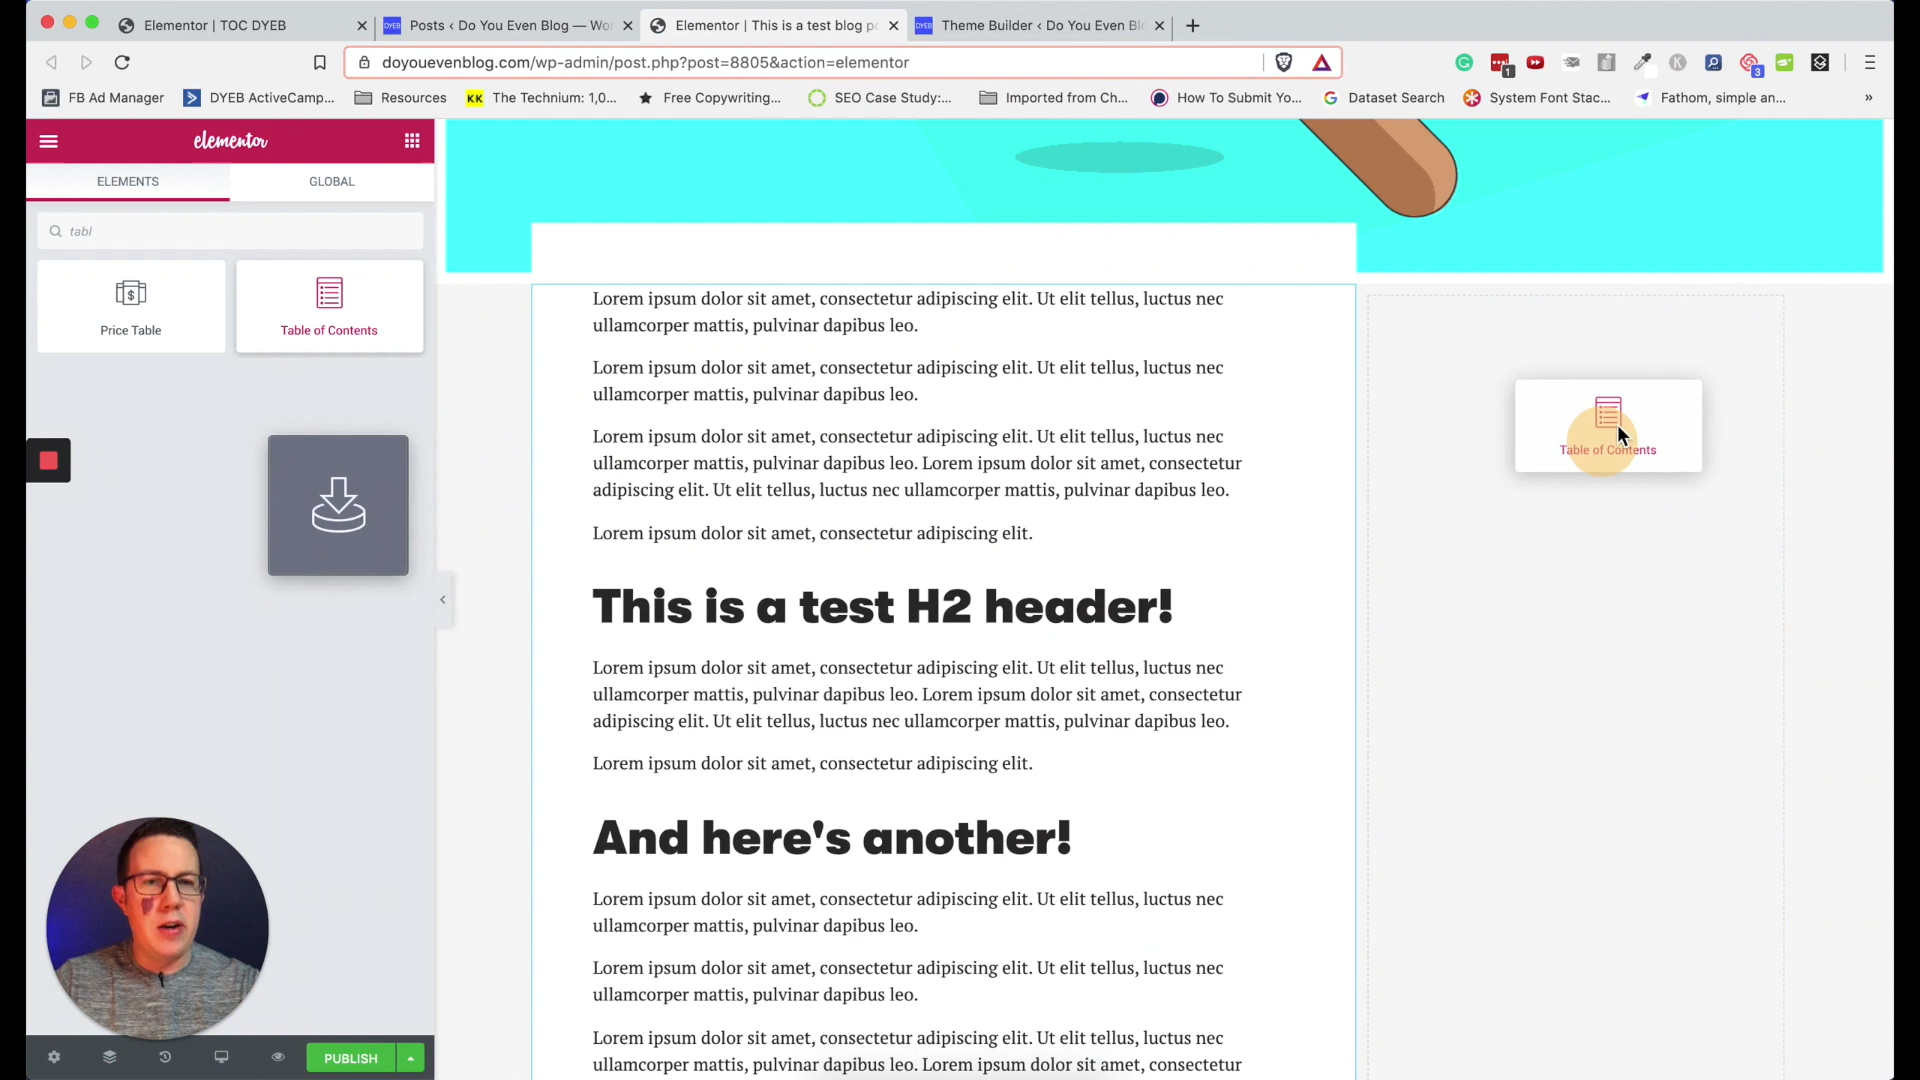 Elementor | TOC DYEB
DYEB Posts ‹ Do You Even Blog — Wor
Elementor | This is a test blog po
DYEB Theme Builder ‹ Do You Even Bl
doyouevenblog.com/wp-admin/post.php?post=8805&action=elementor
1
3
FB Ad Manager
DYEB ActiveCamp...
Resources
KK The Technium: 1,0...
Free Copywriting...
SEO Case Study:...
Imported from Ch...
How To Submit Yo...
Dataset Search
System Font Stac...
Fathom, simple an...
»
elementor
ELEMENTS
GLOBAL
tabl
Price Table
Table of Contents
Lorem ipsum dolor sit amet, consectetur adipiscing elit. Ut elit tellus, luctus nec
ullamcorper mattis, pulvinar dapibus leo.
Lorem ipsum dolor sit amet, consectetur adipiscing elit. Ut elit tellus, luctus nec
ullamcorper mattis, pulvinar dapibus leo.
Lorem ipsum dolor sit amet, consectetur adipiscing elit. Ut elit tellus, luctus nec
ullamcorper mattis, pulvinar dapibus leo. Lorem ipsum dolor sit amet, consectetur
adipiscing elit. Ut elit tellus, luctus nec ullamcorper mattis, pulvinar dapibus leo.
Lorem ipsum dolor sit amet, consectetur adipiscing elit.
This is a test H2 header!
Lorem ipsum dolor sit amet, consectetur adipiscing elit. Ut elit tellus, luctus nec
ullamcorper mattis, pulvinar dapibus leo. Lorem ipsum dolor sit amet, consectetur
adipiscing elit. Ut elit tellus, luctus nec ullamcorper mattis, pulvinar dapibus leo.
Lorem ipsum dolor sit amet, consectetur adipiscing elit.
And here's another!
Lorem ipsum dolor sit amet, consectetur adipiscing elit. Ut elit tellus, luctus nec
ullamcorper mattis, pulvinar dapibus leo.
Lorem ipsum dolor sit amet, consectetur adipiscing elit. Ut elit tellus, luctus nec
ullamcorper mattis, pulvinar dapibus leo.
Lorem ipsum dolor sit amet, consectetur adipiscing elit. Ut elit tellus, luctus nec
ullamcorper mattis, pulvinar dapibus leo. Lorem ipsum dolor sit amet, consectetur
Table of Contents
PUBLISH